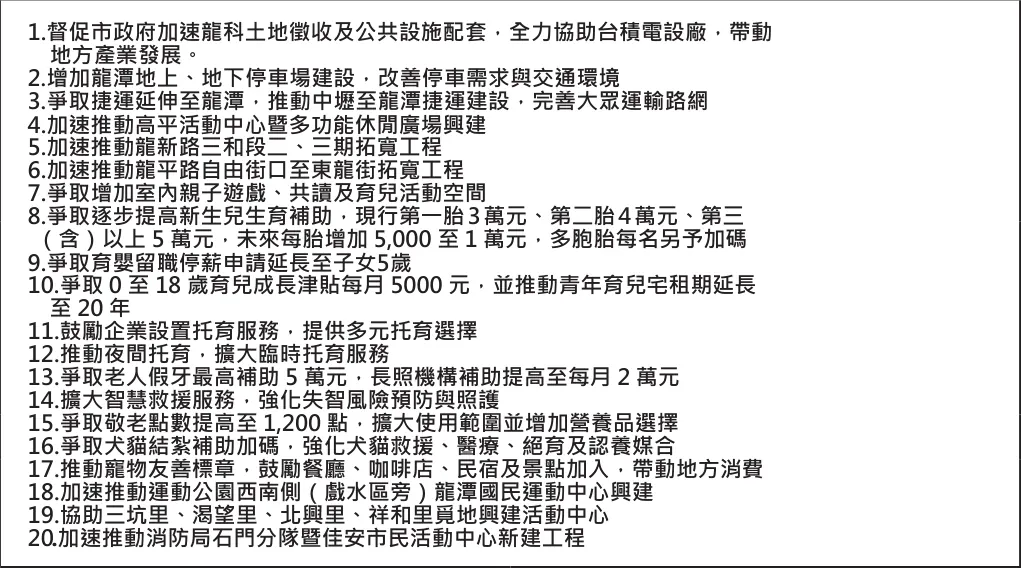 1.督促市政府加速龍科土地徵收及公共設施配套，全力協助台積電設廠，帶動
地方產業發展。
2.增加龍潭地上、地下停車場建設，改善停車需求與交通環境
3.爭取捷運延伸至龍潭，推動中壢至龍潭捷運建設，完善大眾運輸路網
4.加速推動高平活動中心暨多功能休閒廣場興建
5.加速推動龍新路三和段二、三期拓寬工程
6.加速推動龍平路自由街口至東龍街拓寬工程
7.爭取增加室內親子遊戲、共讀及育兒活動空間
8.爭取逐步提高新生兒生育補助，現行第一胎3萬元、第二胎4萬元、第三
（含）以上 5 萬元，未來每胎增加 5,000 至 1 萬元，多胞胎每名另予加碼
9.爭取育嬰留職停薪申請延長至子女5歲
10.爭取 0 至 18 歲育兒成長津貼每月 5000 元，並推動青年育兒宅租期延長
至 20 年
11.鼓勵企業設置托育服務，提供多元托育選擇
12.推動夜間托育，擴大臨時托育服務
13.爭取老人假牙最高補助 5 萬元，長照機構補助提高至每月 2 萬元
14.擴大智慧救援服務，強化失智風險預防與照護
15.爭取敬老點數提高至 1,200 點，擴大使用範圍並增加營養品選擇
16.爭取犬貓結紮補助加碼，強化犬貓救援、醫療、絕育及認養媒合
17.推動寵物友善標章，鼓勵餐廳、咖啡店、民宿及景點加入，帶動地方消費
18.加速推動運動公園西南側（戲水區旁）龍潭國民運動中心興建
19.協助三坑里、渴望里、北興里、祥和里覓地興建活動中心
20.加速推動消防局石門分隊暨佳安市民活動中心新建工程